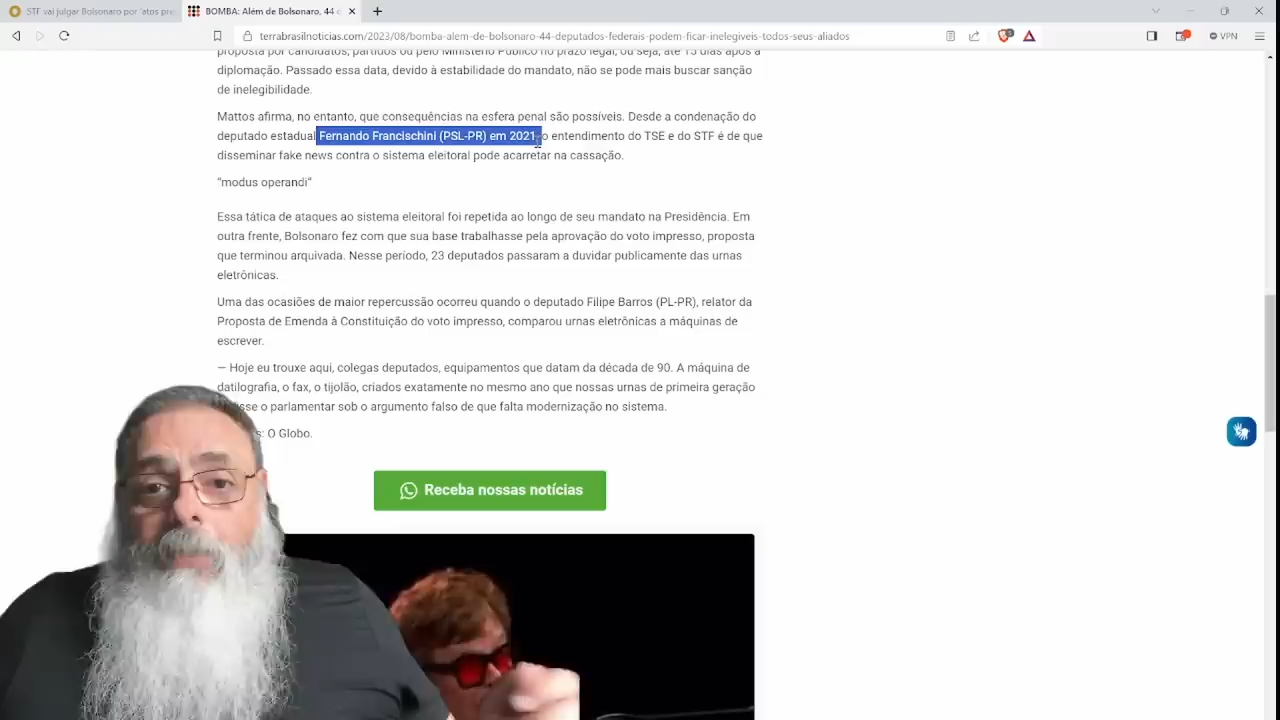 STF vai julgar Bolsonaro por 'atos pre
BOMBA: Além de Bolsonaro, 44 d
terrabrasilnoticias.com/2023/08/bomba-alem-de-bolsonaro-44-deputados-federais-podem-ficar-inelegiveis-todos-seus-aliados
VPN
proposta por candidatos, partidos ou pelo Ministério Público no prazo legal, ou seja, até 15 dias após a
diplomação. Passado essa data, devido à estabilidade do mandato, não se pode mais buscar sanção
de inelegibilidade.
Mattos afirma, no entanto, que consequências na esfera penal são possíveis. Desde a condenação do
deputado estadual Fernando Francischini (PSL-PR) em 2021, o entendimento do TSE e do STF é de que
disseminar fake news contra o sistema eleitoral pode acarretar na cassação.
“modus operandi“
Essa tática de ataques ao sistema eleitoral foi repetida ao longo de seu mandato na Presidência. Em
outra frente, Bolsonaro fez com que sua base trabalhasse pela aprovação do voto impresso, proposta
que terminou arquivada. Nesse período, 23 deputados passaram a duvidar publicamente das urnas
eletrônicas.
Uma das ocasiões de maior repercussão ocorreu quando o deputado Filipe Barros (PL-PR), relator da
Proposta de Emenda à Constituição do voto impresso, comparou urnas eletrônicas a máquinas de
escrever.
— Hoje eu trouxe aqui, colegas deputados, equipamentos que datam da década de 90. A máquina de
datilografia, o fax, o tijolão, criados exatamente no mesmo ano que nossas urnas de primeira geração
o parlamentar sob o argumento falso de que falta modernização no sistema.
O Globo.
Receba nossas notícias